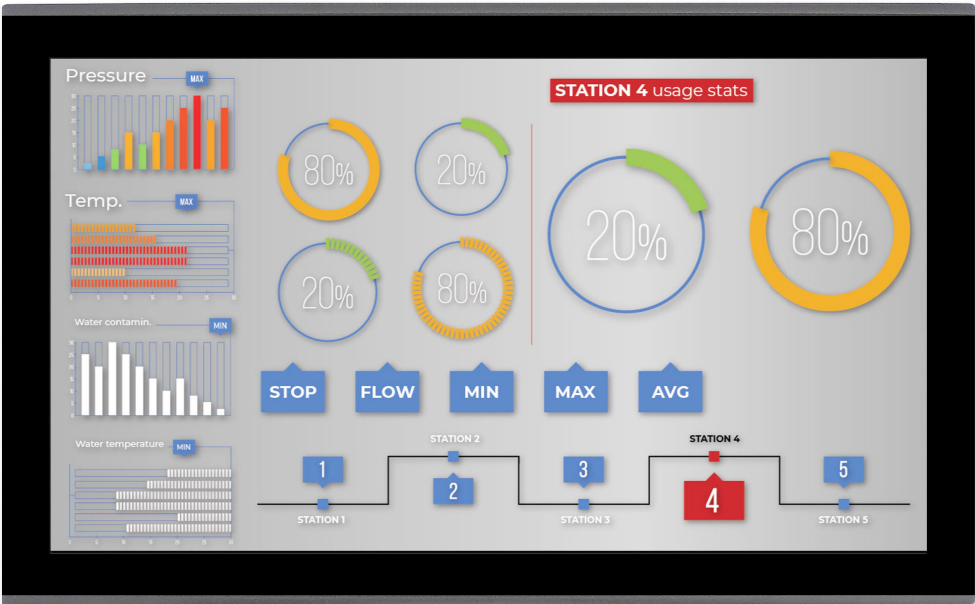 Pressure MAX
STATION 4 usage stats
80%
20%
20%
80%
20%
80%
Temp. MAX
Water contamin. MIN
STOP FLOW MIN MAX AVG
Water temperature MIN
STATION 2
STATION 4
1
2
3
4
5
STATION 1
STATION 3
STATION 5